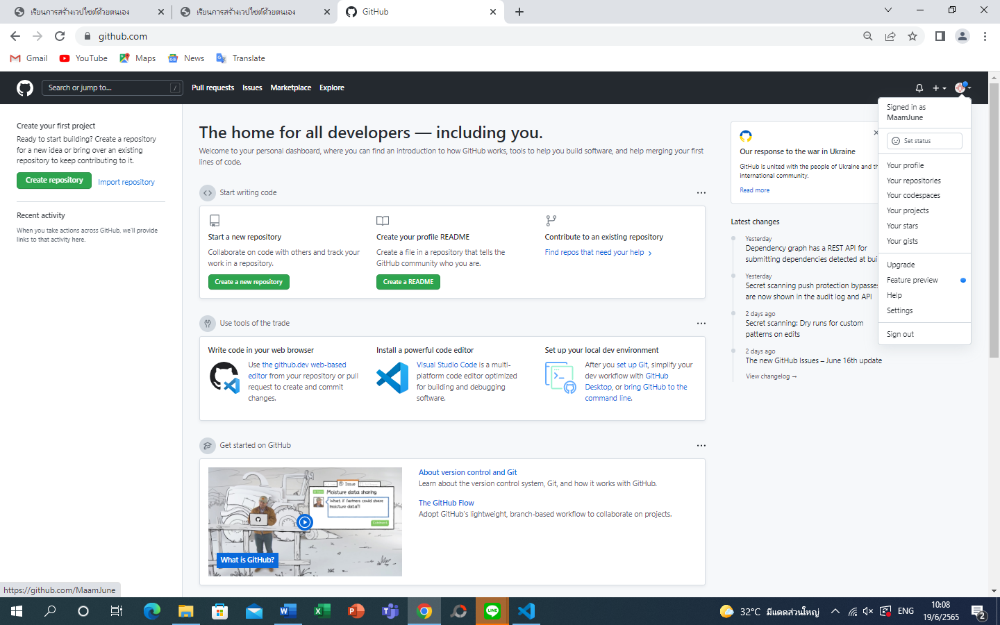 เรียนการสร้างเวปไซต์ด้วยตนเอง
เรียนการสร้างเวปไซต์ด้วยตนเอง
GitHub
github.com
Gmail
YouTube
Maps
News
Translate
Search or jump to...
/
Pull requests
Issues
Marketplace
Explore
Signed in as
MaamJune
Set status
Your profile
Your repositories
Your codespaces
Your projects
Your stars
Your gists
Upgrade
Feature preview
Help
Settings
Sign out
Create your first project
Ready to start building? Create a repository
for a new idea or bring over an existing
repository to keep contributing to it.
Create repository
Import repository
Recent activity
When you take actions across GitHub, we'll provide
links to that activity here.
The home for all developers — including you.
Welcome to your personal dashboard, where you can find an introduction to how GitHub works, tools to help you build software, and help merging your first
lines of code.
Start writing code
Start a new repository
Collaborate on code with others and track your
work in a repository.
Create a new repository
Create your profile README
Create a file in a repository that tells the
GitHub community who you are.
Create a README
Contribute to an existing repository
Find repos that need your help
Use tools of the trade
Write code in your web browser
Use the github.dev web-based
editor from your repository or pull
request to create and commit
changes.
Install a powerful code editor
Visual Studio Code is a multi-
platform code editor optimized
for building and debugging
software.
Set up your local dev environment
After you set up Git, simplify your
dev workflow with GitHub
Desktop, or bring GitHub to the
command line.
Get started on GitHub
Issue
Moisture data sharing
What if farmers could share
moisture data?!
Comment
What is GitHub?
About version control and Git
Learn about the version control system, Git, and how it works with GitHub.
The GitHub Flow
Adopt GitHub's lightweight, branch-based workflow to collaborate on projects.
Our response to the war in Ukraine
GitHub is united with the people of Ukraine and th
international community.
Read more
Latest changes
Yesterday
Dependency graph has a REST API for
submitting dependencies detected at bui
Yesterday
Secret scanning push protection bypasses
are now shown in the audit log and API
2 days ago
Secret scanning: Dry runs for custom
patterns on edits
2 days ago
The new GitHub Issues – June 16th update
View changelog →
https://github.com/MaamJune
32°C มีแดดส่วนใหญ่
ENG
10:08
19/6/2565
2